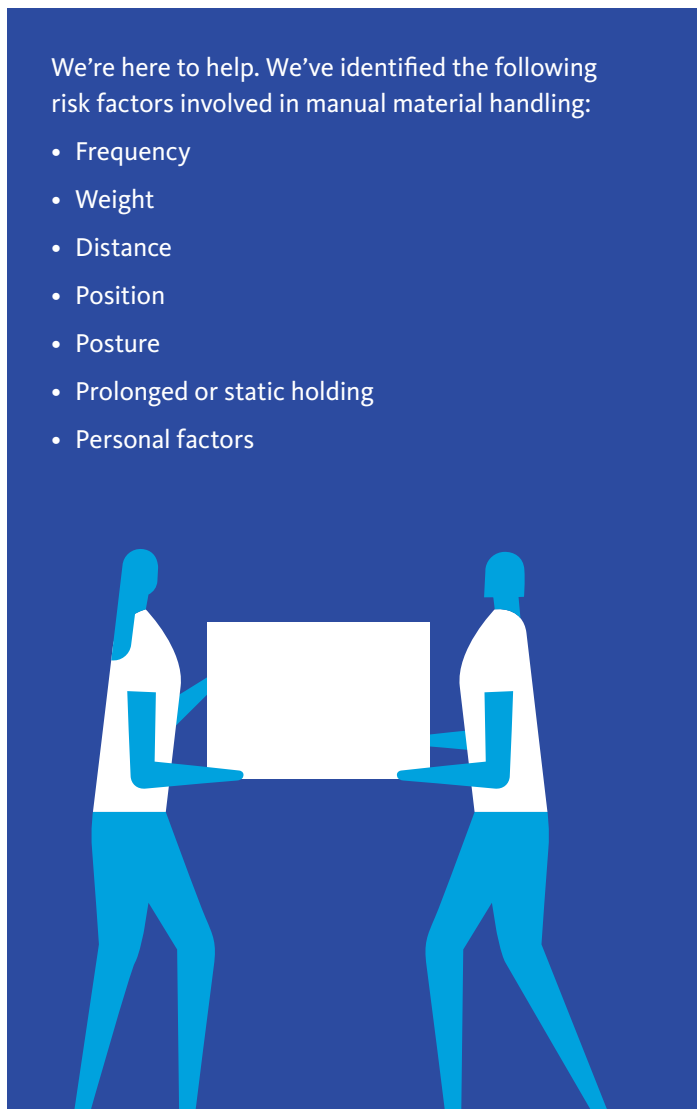 We’re here to help. We’ve identified the following
risk factors involved in manual material handling:
• Frequency
• Weight
• Distance
• Position
• Posture
• Prolonged or static holding
• Personal factors